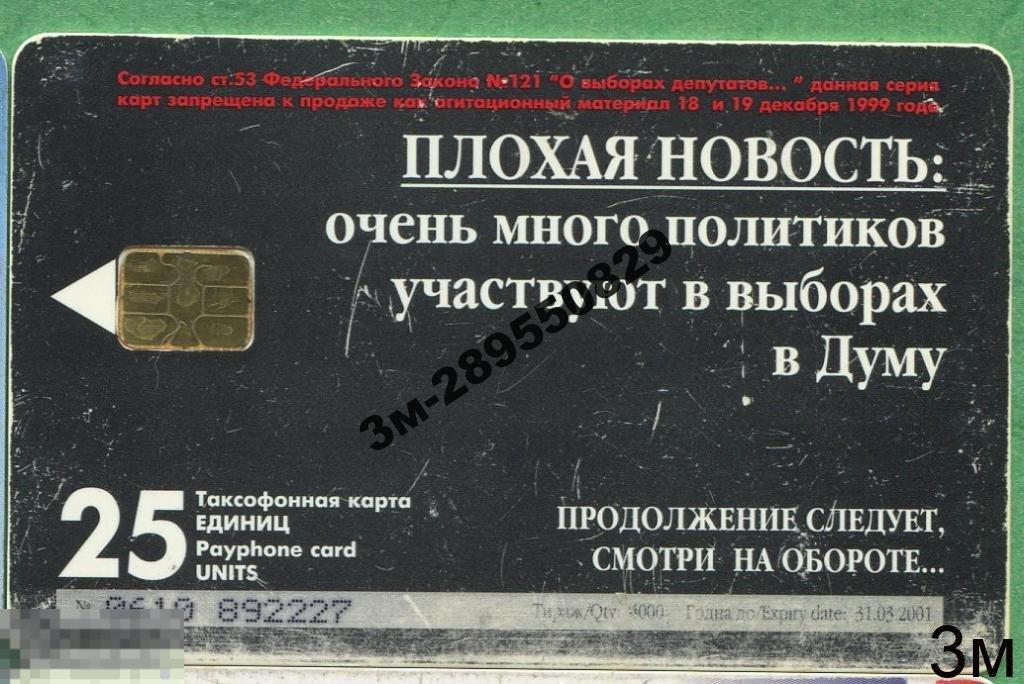 Согласно ст.53 Федерального Закона №121 "О выборах депутатов... " данная серия
карт запрещена к продаже как агитационный материал 18 и 19 декабря 1999 года
ПЛОХАЯ НОВОСТЬ:
очень много политиков
участвуют в выборах
в Думу
3м-289550829
25
Таксофонная карта
ЕДИНИЦ
Payphone card
UNITS
ПРОДОЛЖЕНИЕ СЛЕДУЕТ,
СМОТРИ НА ОБОРОТЕ...
№ 0610 892227
Тираж/Qty: 4000 Годна до/Expiry date: 31.03.2001
3м